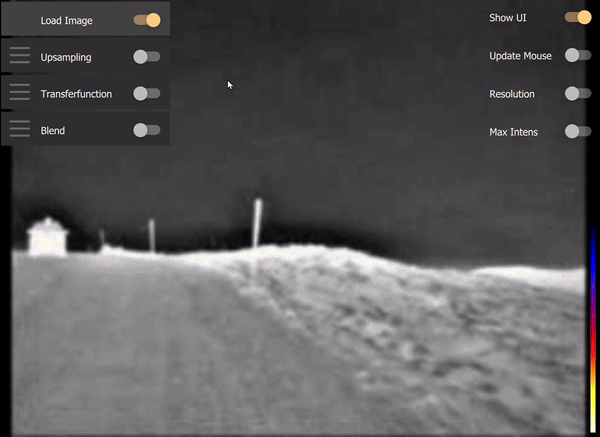 Load Image
Upsampling
Transferfunction
Blend
Show UI
Update Mouse
Resolution
Max Intens